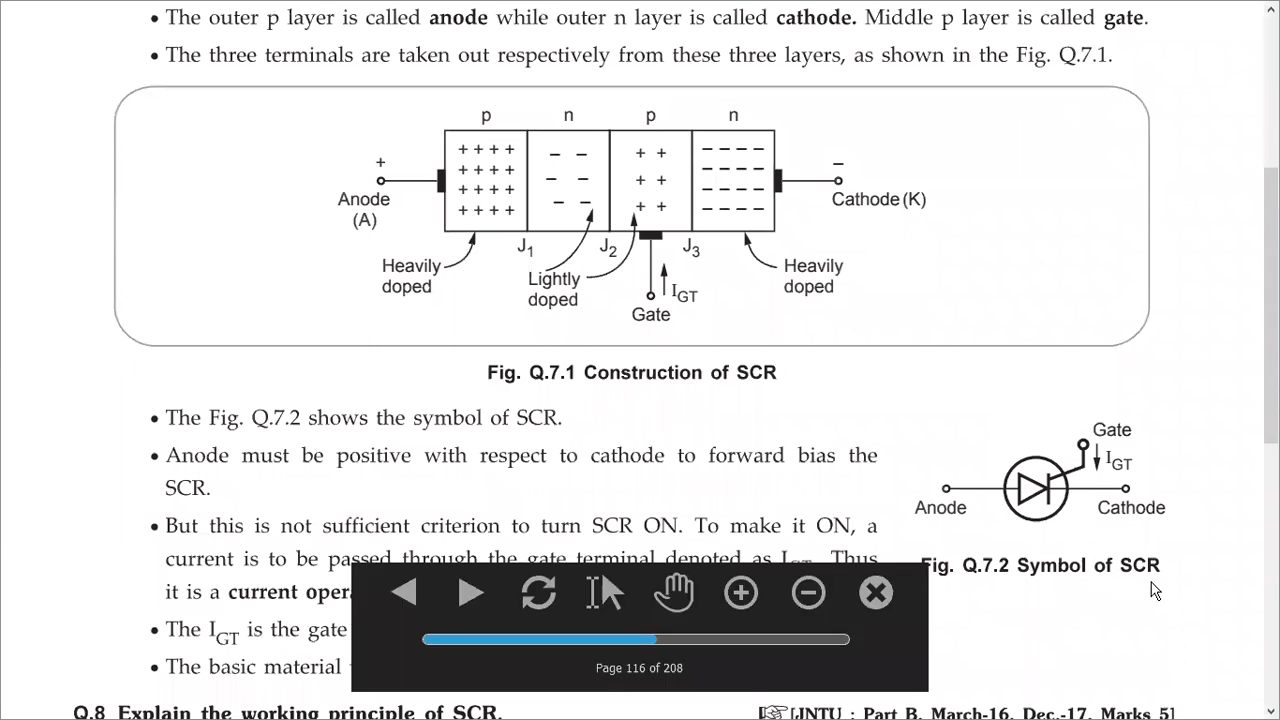 • The outer p layer is called anode while outer n layer is called cathode. Middle p layer is called gate.
• The three terminals are taken out respectively from these three layers, as shown in the Fig. Q.7.1.
p n p n
+ + + + − − + + − − − −
+ + + + − − + + − − − −
+ + + + − − + + − − − −
+ + + + − − − −
+
−
Anode
(A)
Cathode (K)
J1 J2 J3
Heavily
doped
Lightly
doped
IGT
Gate
Heavily
doped
Fig. Q.7.1 Construction of SCR
• The Fig. Q.7.2 shows the symbol of SCR.
• Anode must be positive with respect to cathode to forward bias the
SCR.
• But this is not sufficient criterion to turn SCR ON. To make it ON, a
current is to be passed through the gate terminal denoted as IGT. Thus
it is a current
• The IGT is the gate
• The basic material
Gate
IGT
Anode
Cathode
Fig. Q.7.2 Symbol of SCR
Page 116 of 208
Q.8 Explain the working principle of SCR.
[JNTU : Part B, March-16, Dec.-17, Marks 5]